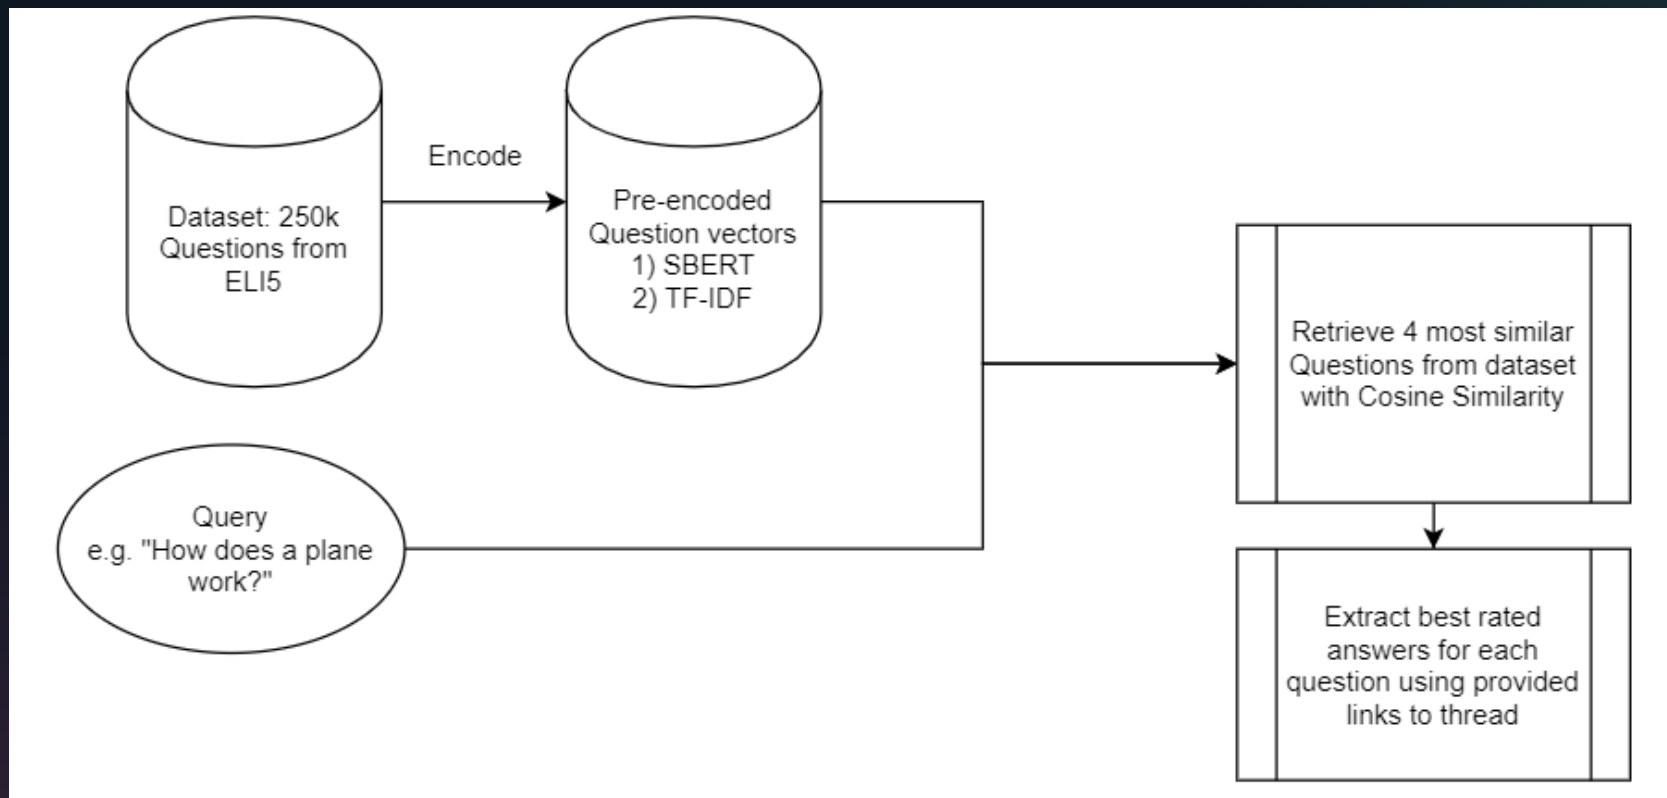 Dataset: 250k
Questions from
ELI5
Encode
Pre-encoded
Question vectors
1) SBERT
2) TF-IDF
Query
e.g. "How does a plane
work?"
Retrieve 4 most similar
Questions from dataset
with Cosine Similarity
Extract best rated
answers for each
question using provided
links to thread